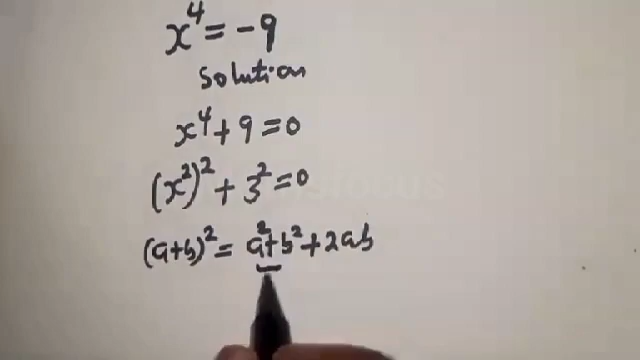 x⁴ = -9
Solution
x⁴ + 9 = 0
(x²)² + 3² = 0
(a+b)² = a² + b² + 2ab